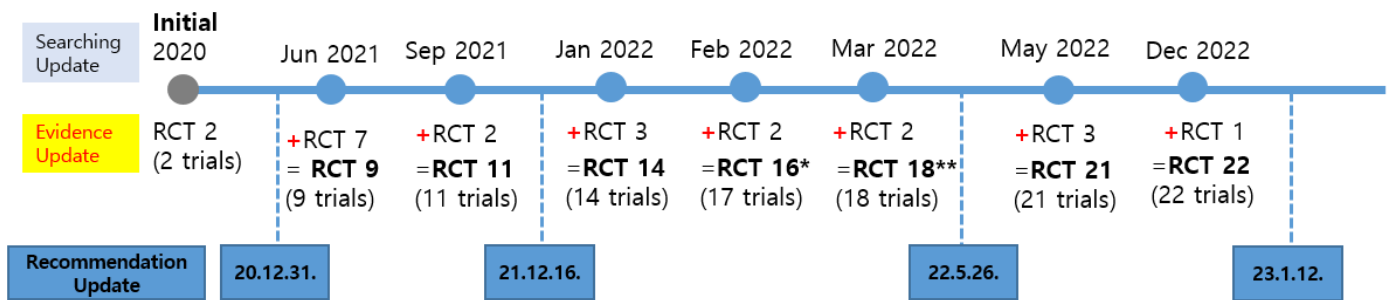 Searching
Update
Initial
2020
Jun 2021
Sep 2021
Jan 2022
Feb 2022
Mar 2022
May 2022
Dec 2022
Evidence
Update
RCT 2
(2 trials)
+RCT 7
= RCT 9
(9 trials)
+RCT 2
=RCT 11
(11 trials)
+RCT 3
=RCT 14
(14 trials)
+RCT 2
=RCT 16*
(17 trials)
+RCT 2
=RCT 18**
(18 trials)
+RCT 3
=RCT 21
(21 trials)
+RCT 1
=RCT 22
(22 trials)
Recommendation
Update
20.12.31.
21.12.16.
22.5.26.
23.1.12.